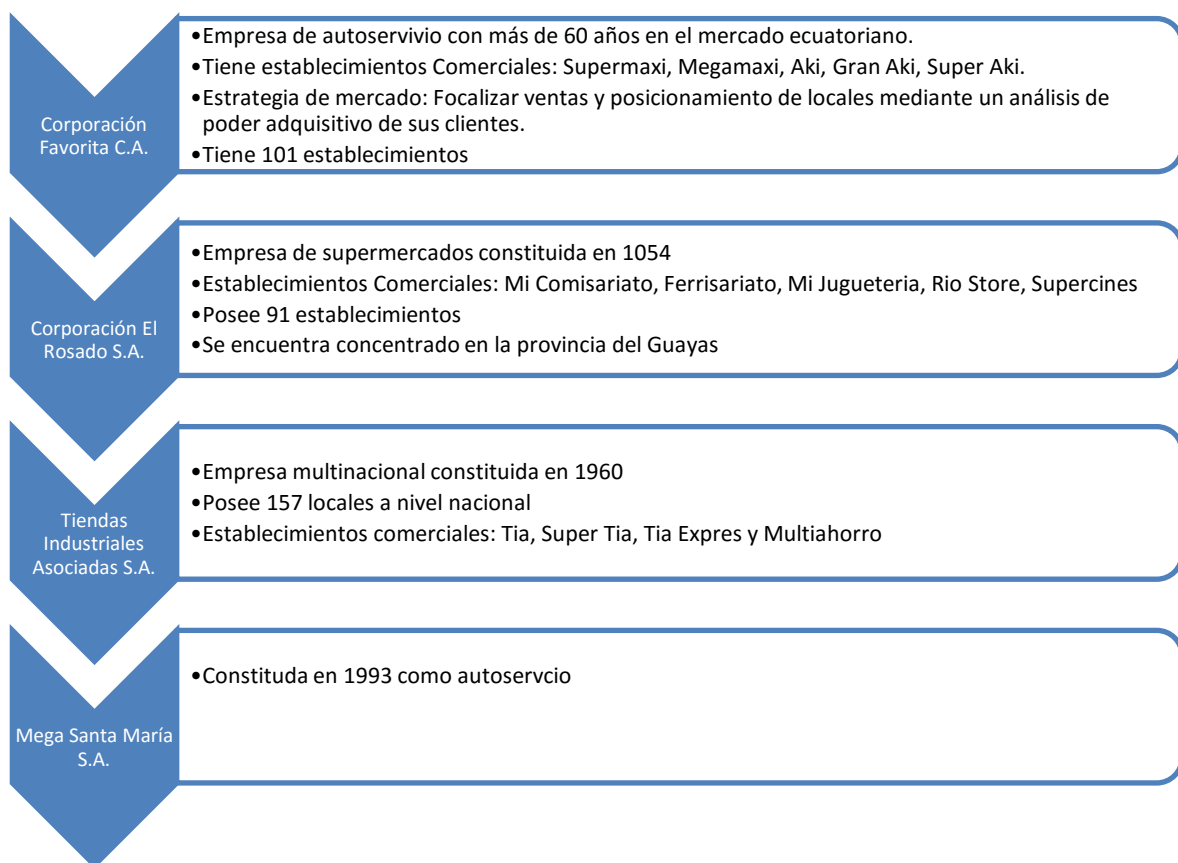 Corporación
Favorita C.A.
•Empresa de autoservivio con más de 60 años en el mercado ecuatoriano.
•Tiene establecimientos Comerciales: Supermaxi, Megamaxi, Aki, Gran Aki, Super Aki.
•Estrategia de mercado: Focalizar ventas y posicionamiento de locales mediante un análisis de
poder adquisitivo de sus clientes.
•Tiene 101 establecimientos
Corporación El
Rosado S.A.
•Empresa de supermercados constituida en 1054
•Establecimientos Comerciales: Mi Comisariato, Ferrisariato, Mi Jugueteria, Rio Store, Supercines
•Posee 91 establecimientos
•Se encuentra concentrado en la provincia del Guayas
Tiendas
Industriales
Asociadas S.A.
•Empresa multinacional constituida en 1960
•Posee 157 locales a nivel nacional
•Establecimientos comerciales: Tia, Super Tia, Tia Expres y Multiahorro
Mega Santa María
S.A.
•Constituda en 1993 como autoservcio